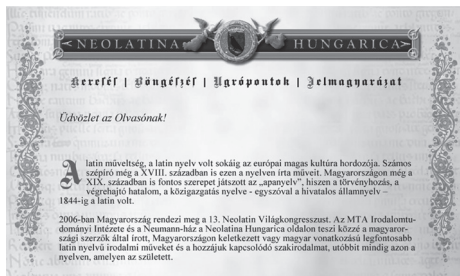 NEOLATINA HUNGARICA
Keresés | Böngészés | Ugrópontok | Jelmagyarázat
Üdvözlet az Olvasónak!
A latin műveltség, a latin nyelv volt sokáig az európai magas kultúra hordozója. Számos
szépíró még a XVIII. században is ezen a nyelven írta műveit. Magyarországon még a
XIX. században is fontos szerepet játszott az „apanyelv”, hiszen a törvényhozás, a
végrehajtó hatalom, a közigazgatás nyelve - egyszóval a hivatalos államnyelv –
1844-ig a latin volt.
2006-ban Magyarország rendezi meg a 13. Neolatin Világkongresszust. Az MTA Irodalomtu-
dományi Intézete és a Neumann-ház a Neolatina Hungarica oldalon teszi közzé a magyaror-
szági szerzők által írott, Magyarországon keletkezett vagy magyar vonatkozású legfontosabb
latin nyelvű irodalmi műveket és a hozzájuk kapcsolódó szakirodalmat, utóbbit mindig azon a
nyelven, amelyen az született.